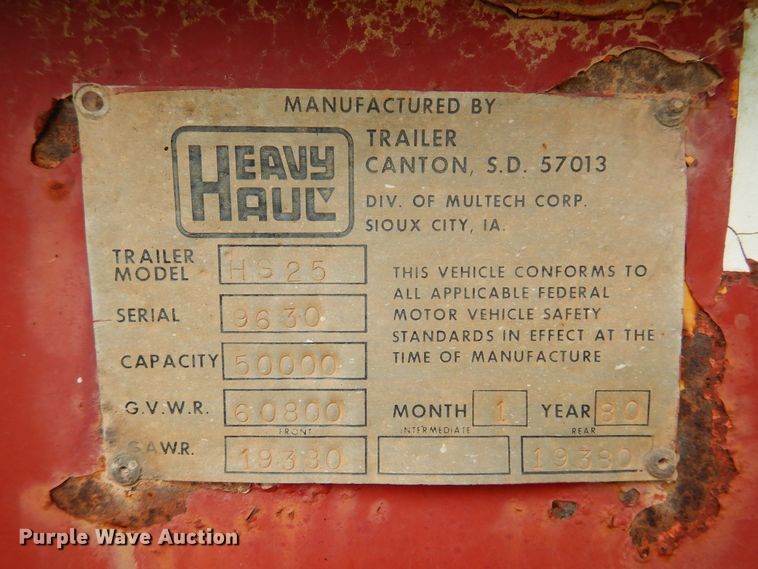 MANUFACTURED BY
HEAVY HAUL
TRAILER
CANTON, S.D. 57013
DIV. OF MULTECH CORP.
SIOUX CITY, IA.
TRAILER MODEL HS25
SERIAL 9630
CAPACITY 50000
THIS VEHICLE CONFORMS TO
ALL APPLICABLE FEDERAL
MOTOR VEHICLE SAFETY
STANDARDS IN EFFECT AT THE
TIME OF MANUFACTURE
G.V.W.R. 60800 MONTH 1 YEAR 80
FRONT INTERMEDIATE REAR
G.A.W.R. 19380 19380
Purple Wave Auction